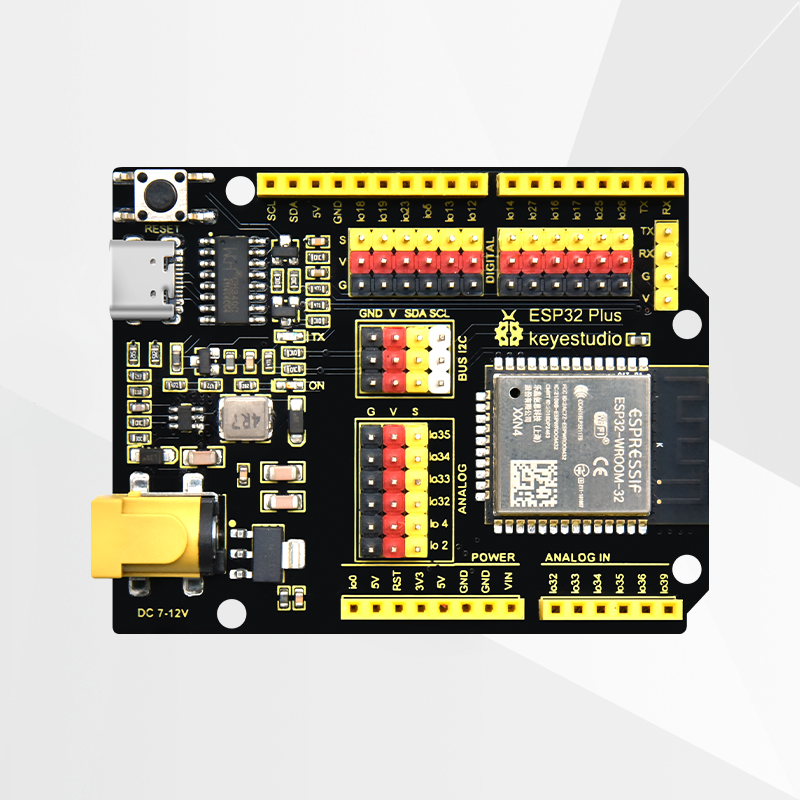 RESET
SCL SDA 5V GND Io18 Io19 Io23 Io5 Io13 Io12 Io14 Io27 Io16 Io17 Io25 Io26 TX RX
S
V
G
DIGITAL
TX
RX
G
V
ESP32 Plus
keyestudio
TX
GND V SDA SCL
BUS I2C
ON
4R7
G V S
Io35
Io34
Io33
Io32
Io 4
Io 2
ANALOG
ESPRESSIF
ESP32-WROOM-32
WiFi
CE
XXN4
K
POWER
ANALOG IN
Io0 5V RST 3V3 5V GND GND VIN
Io32 Io33 Io34 Io35 Io36 Io39
DC 7-12V